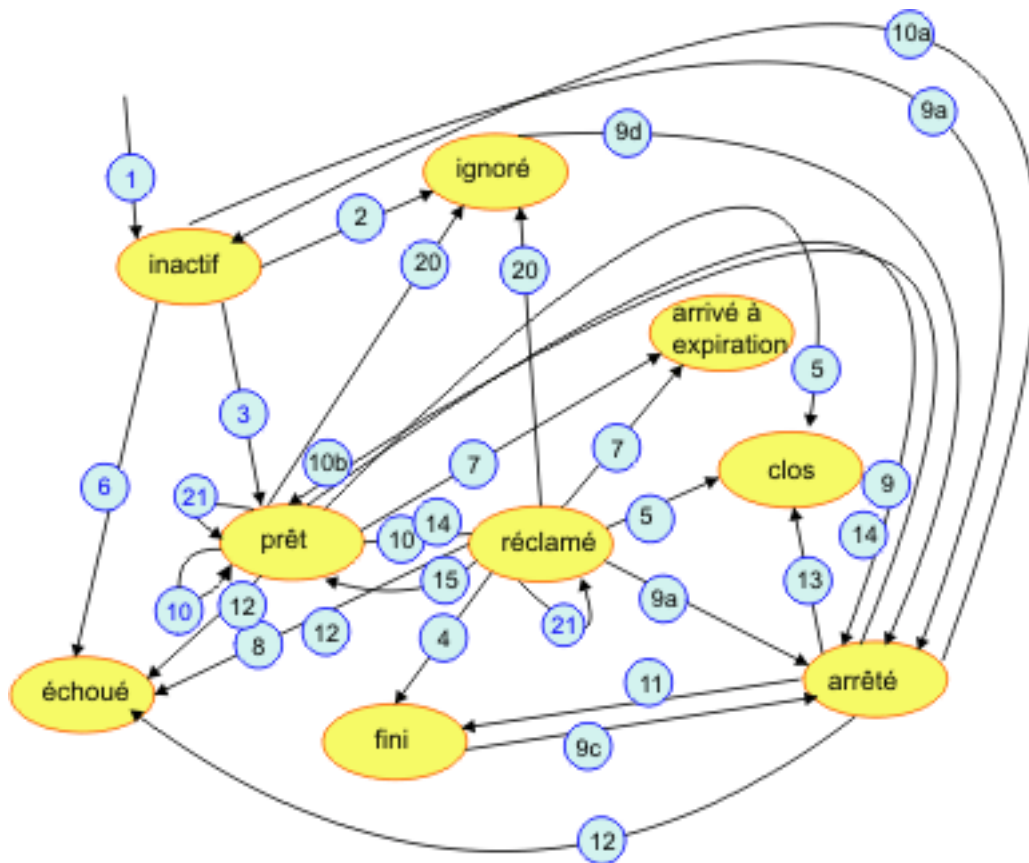 10a
9a
9d
1
ignoré
2
inactif
20
20
arrivé à
expiration
5
3
10b
7
7
clos
6
9
21
14
5
14
prêt
10
réclamé
13
15
9a
10
12
12
8
4
21
échoué
11
arrêté
fini
9c
12